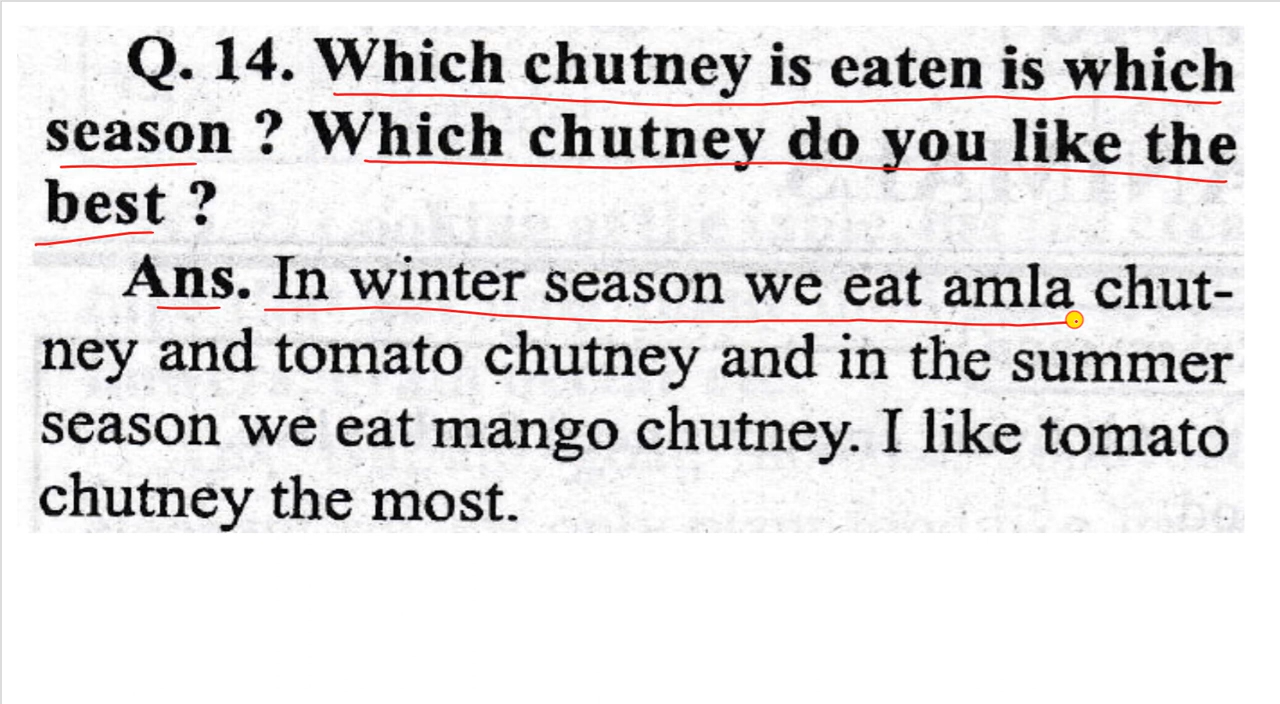 Q. 14. Which chutney is eaten is which
season ? Which chutney do you like the
best ?
Ans. In winter season we eat amla chut-
ney and tomato chutney and in the summer
season we eat mango chutney. I like tomato
chutney the most.